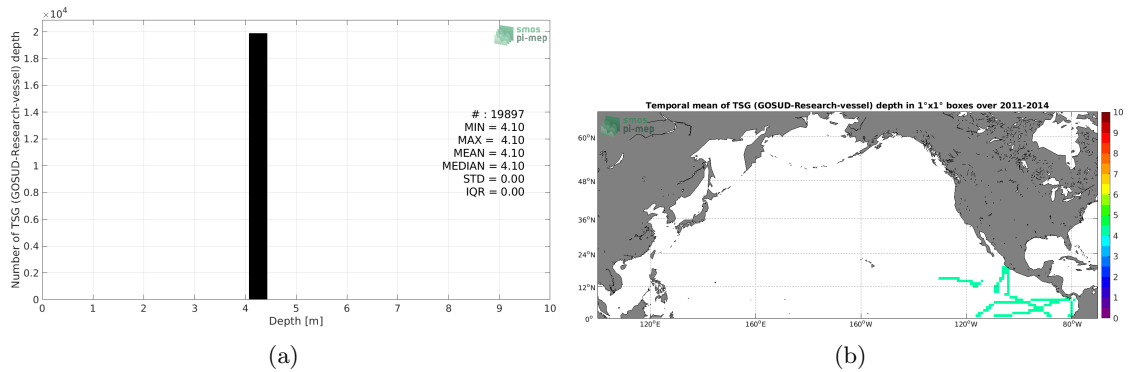 ×10⁴
Number of TSG (GOSUD-Research-vessel) depth
2
1.8
1.6
1.4
1.2
1
0.8
0.6
0.4
0.2
0
smos
pi-mep
# : 19897
MIN = 4.10
MAX = 4.10
MEAN = 4.10
MEDIAN = 4.10
STD = 0.00
IQR = 0.00
0 1 2 3 4 5 6 7 8 9 10
Depth [m]
(a)
Temporal mean of TSG (GOSUD-Research-vessel) depth in 1°x1° boxes over 2011-2014
smos
pi-mep
60°N
48°N
36°N
24°N
12°N
0°
120°E 160°E 160°W 120°W 80°W
10
9
8
7
6
5
4
3
2
1
0
(b)